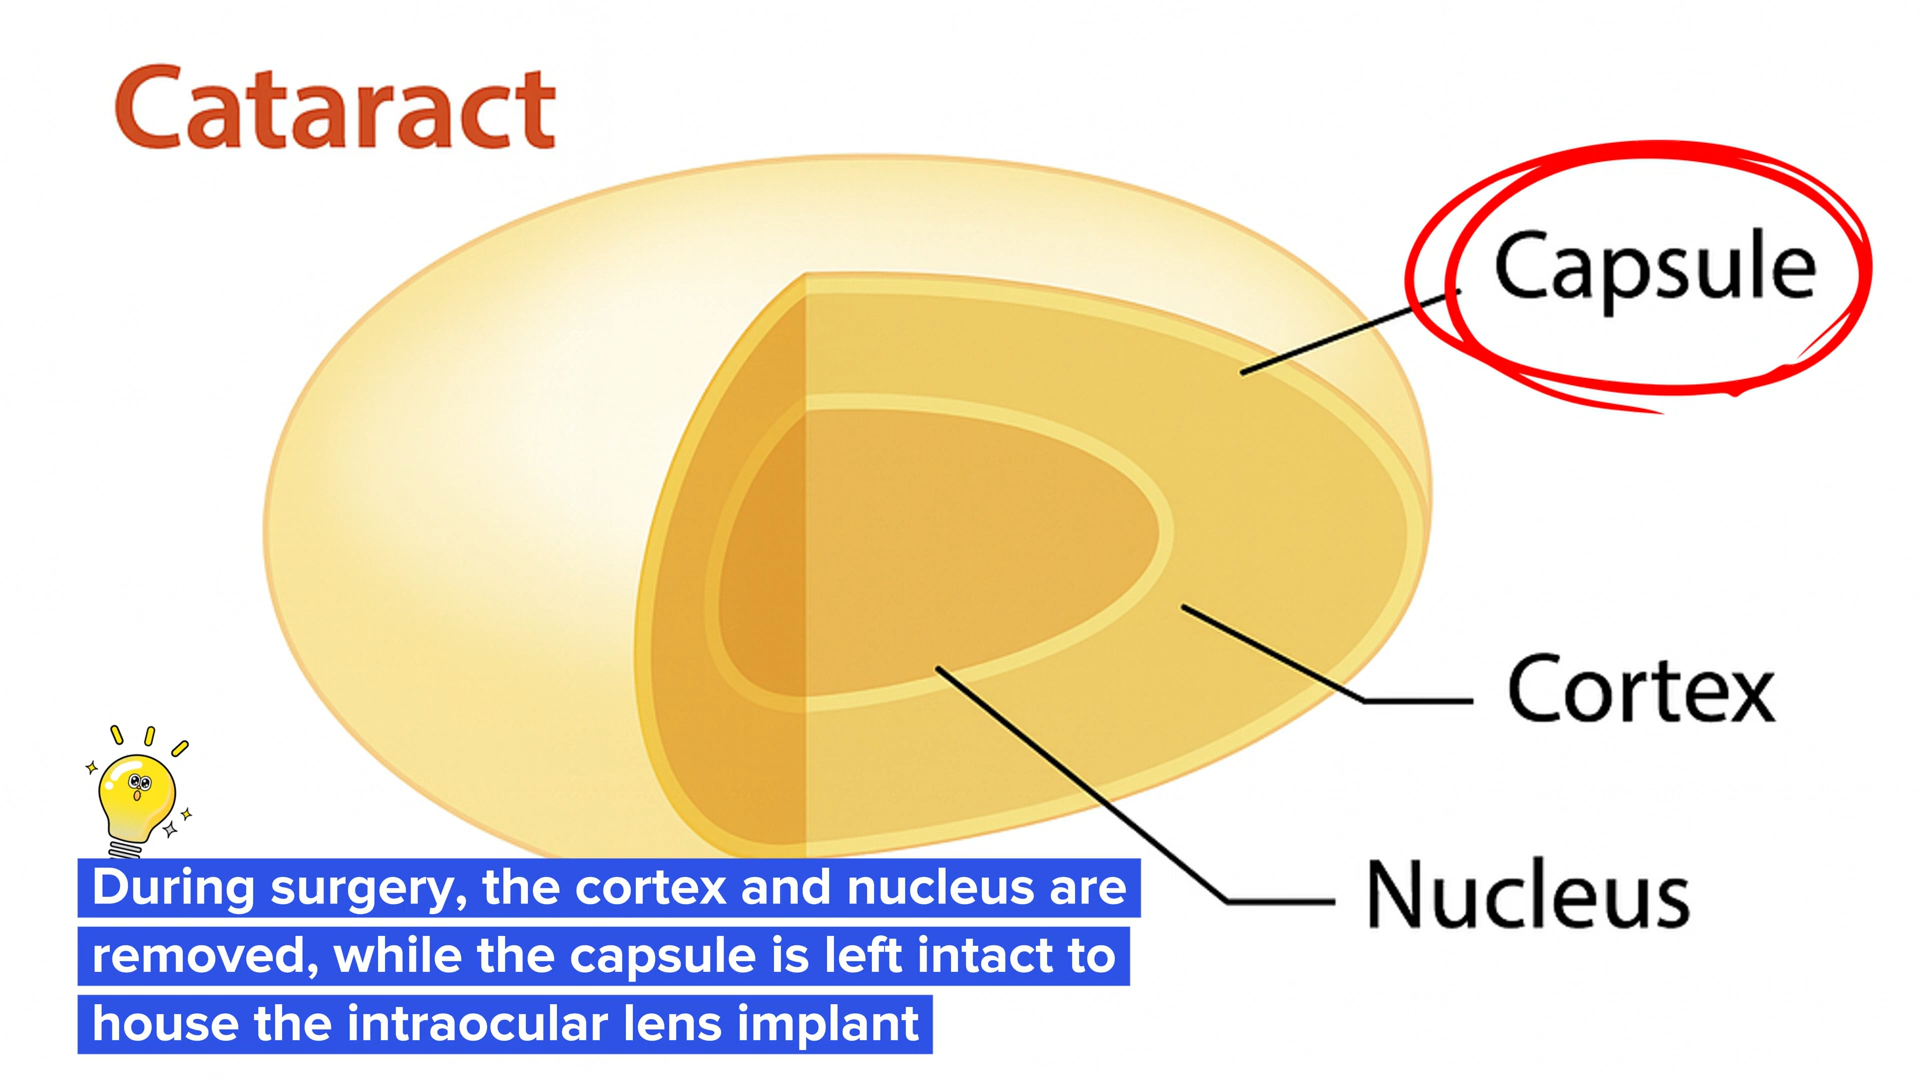 Cataract
Capsule
Cortex
Nucleus
During surgery, the cortex and nucleus are
removed, while the capsule is left intact to
house the intraocular lens implant